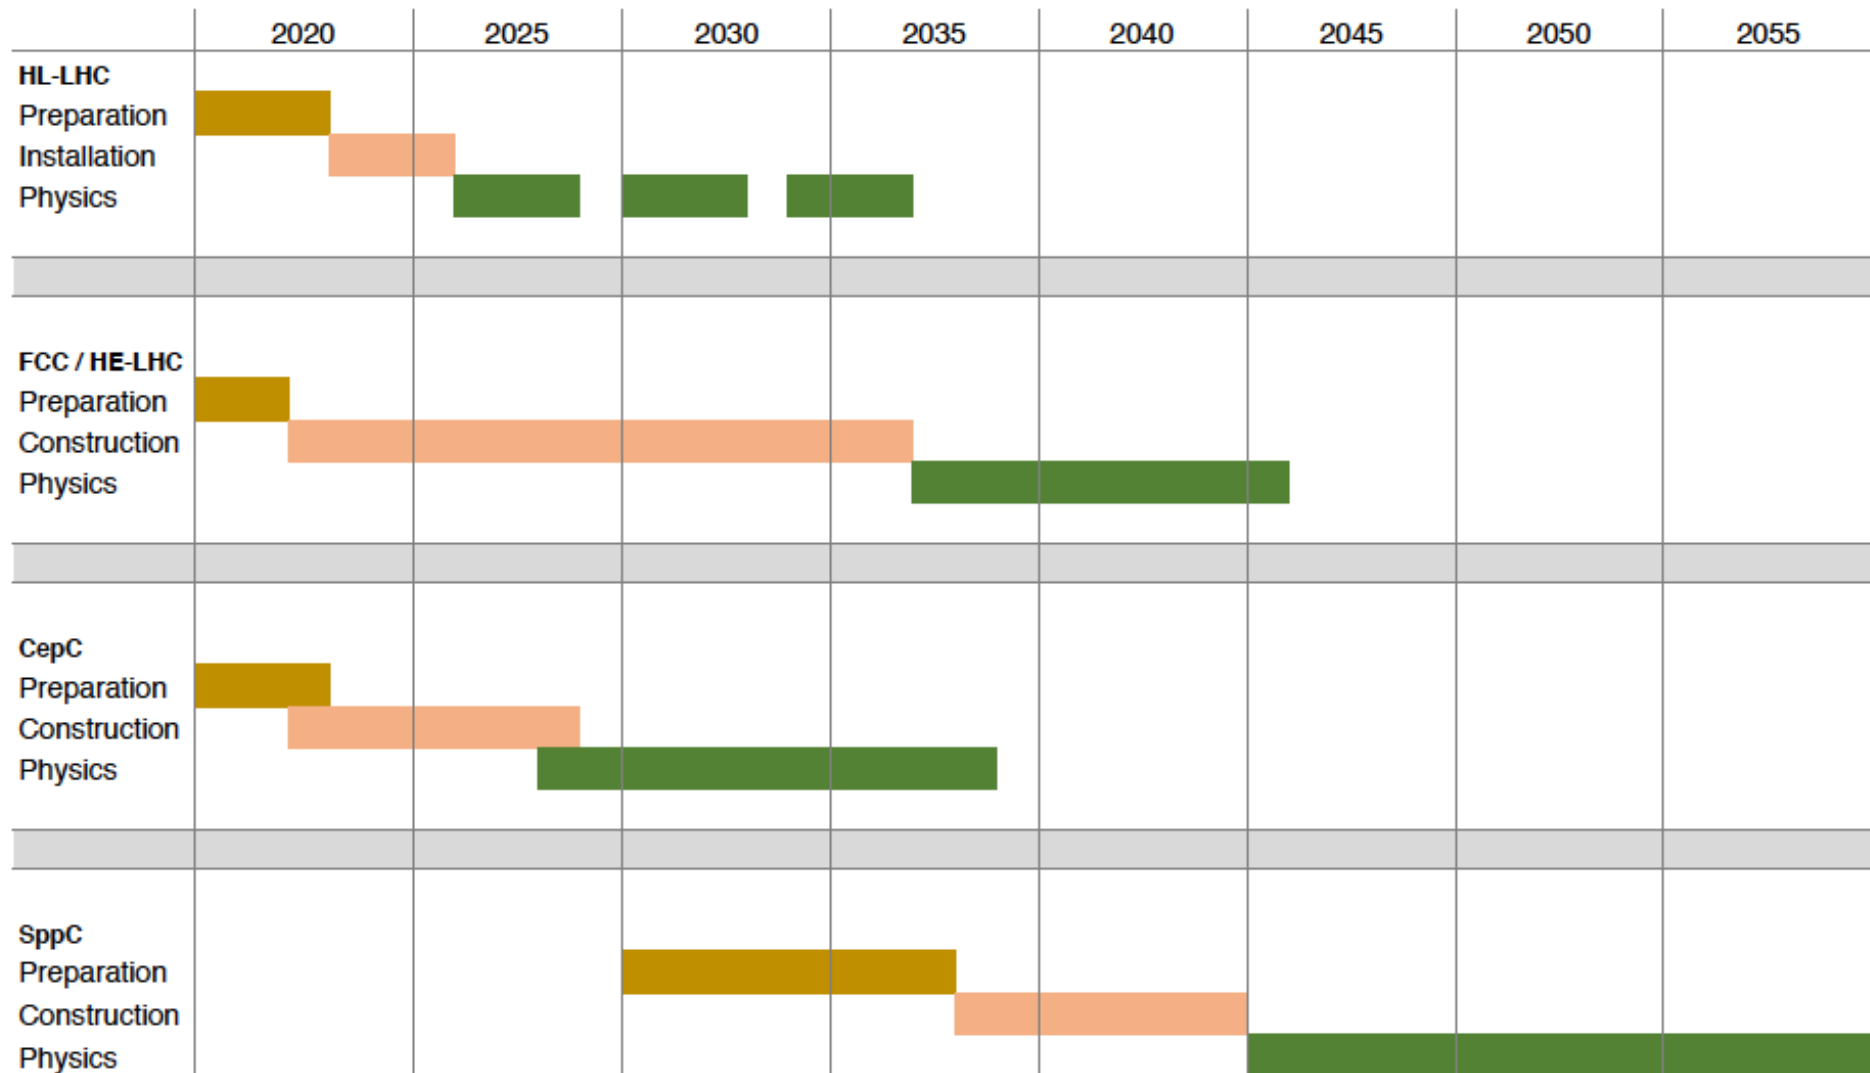 2020 2025 2030 2035 2040 2045 2050 2055
HL-LHC
Preparation
Installation
Physics
FCC / HE-LHC
Preparation
Construction
Physics
CepC
Preparation
Construction
Physics
SppC
Preparation
Construction
Physics